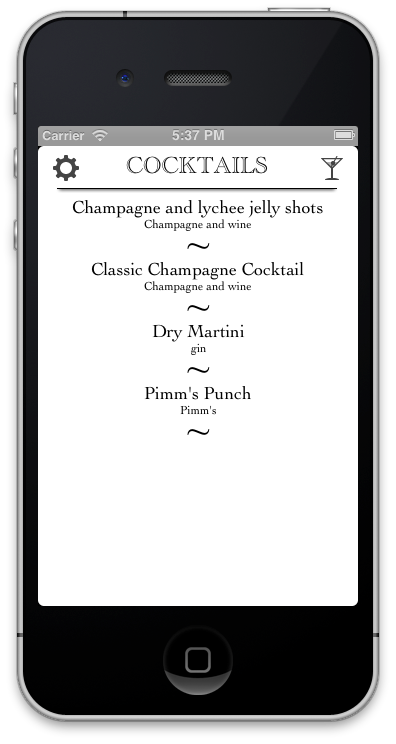 Carrier 5:37 PM
COCKTAILS
Champagne and lychee jelly shots
Champagne and wine
~
Classic Champagne Cocktail
Champagne and wine
~
Dry Martini
gin
~
Pimm's Punch
Pimm's
~